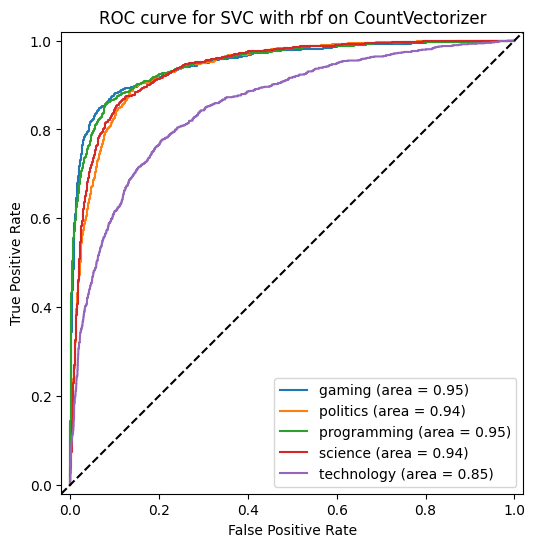 ROC curve for SVC with rbf on CountVectorizer
True Positive Rate
1.0
0.8
0.6
0.4
0.2
0.0
gaming (area = 0.95)
politics (area = 0.94)
programming (area = 0.95)
science (area = 0.94)
technology (area = 0.85)
0.0 0.2 0.4 0.6 0.8 1.0
False Positive Rate